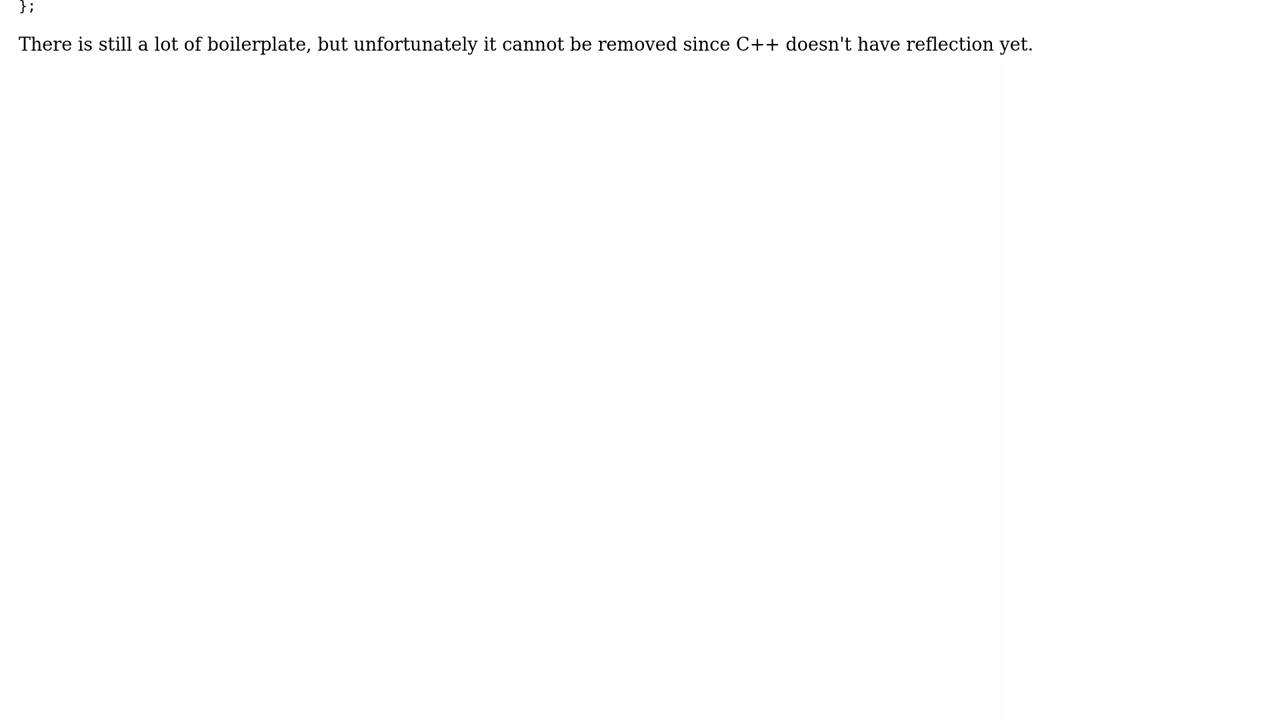 };
There is still a lot of boilerplate, but unfortunately it cannot be removed since C++ doesn't have reflection yet.